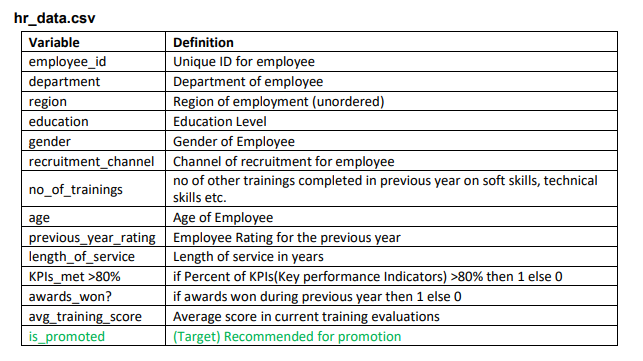 hr_data.csv
Variable Definition
employee_id Unique ID for employee
department Department of employee
region Region of employment (unordered)
education Education Level
gender Gender of Employee
recruitment_channel Channel of recruitment for employee
no_of_trainings no of other trainings completed in previous year on soft skills, technical
skills etc.
age Age of Employee
previous_year_rating Employee Rating for the previous year
length_of_service Length of service in years
KPIs_met >80% if Percent of KPIs(Key performance Indicators) >80% then 1 else 0
awards_won? if awards won during previous year then 1 else 0
avg_training_score Average score in current training evaluations
is_promoted (Target) Recommended for promotion